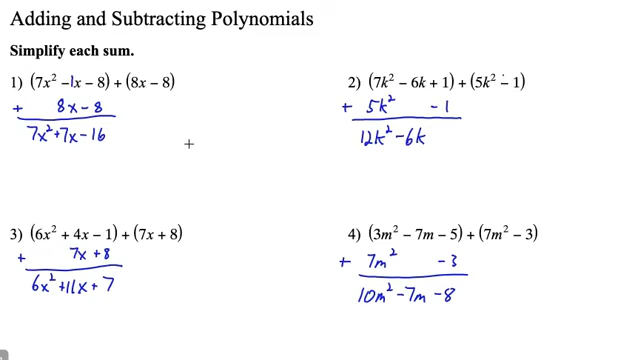 Adding and Subtracting Polynomials
Simplify each sum.
1) (7x² − 1x − 8) + (8x − 8)
+ 8x − 8
7x² + 7x − 16
2) (7k² − 6k + 1) + (5k² − 1)
+ 5k² − 1
12k² − 6k
3) (6x² + 4x − 1) + (7x + 8)
+ 7x + 8
6x² + 11x + 7
4) (3m² − 7m − 5) + (7m² − 3)
+ 7m² − 3
10m² − 7m − 8